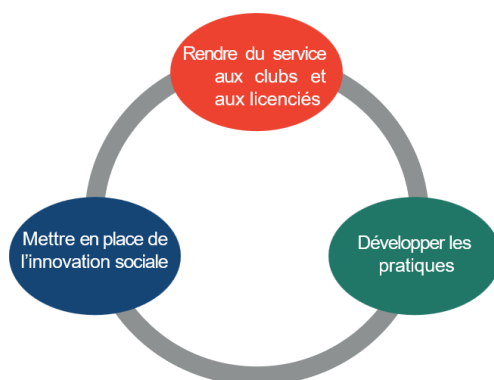 Rendre du service
aux clubs et
aux licenciés
Mettre en place de
l’innovation sociale
Développer les
pratiques